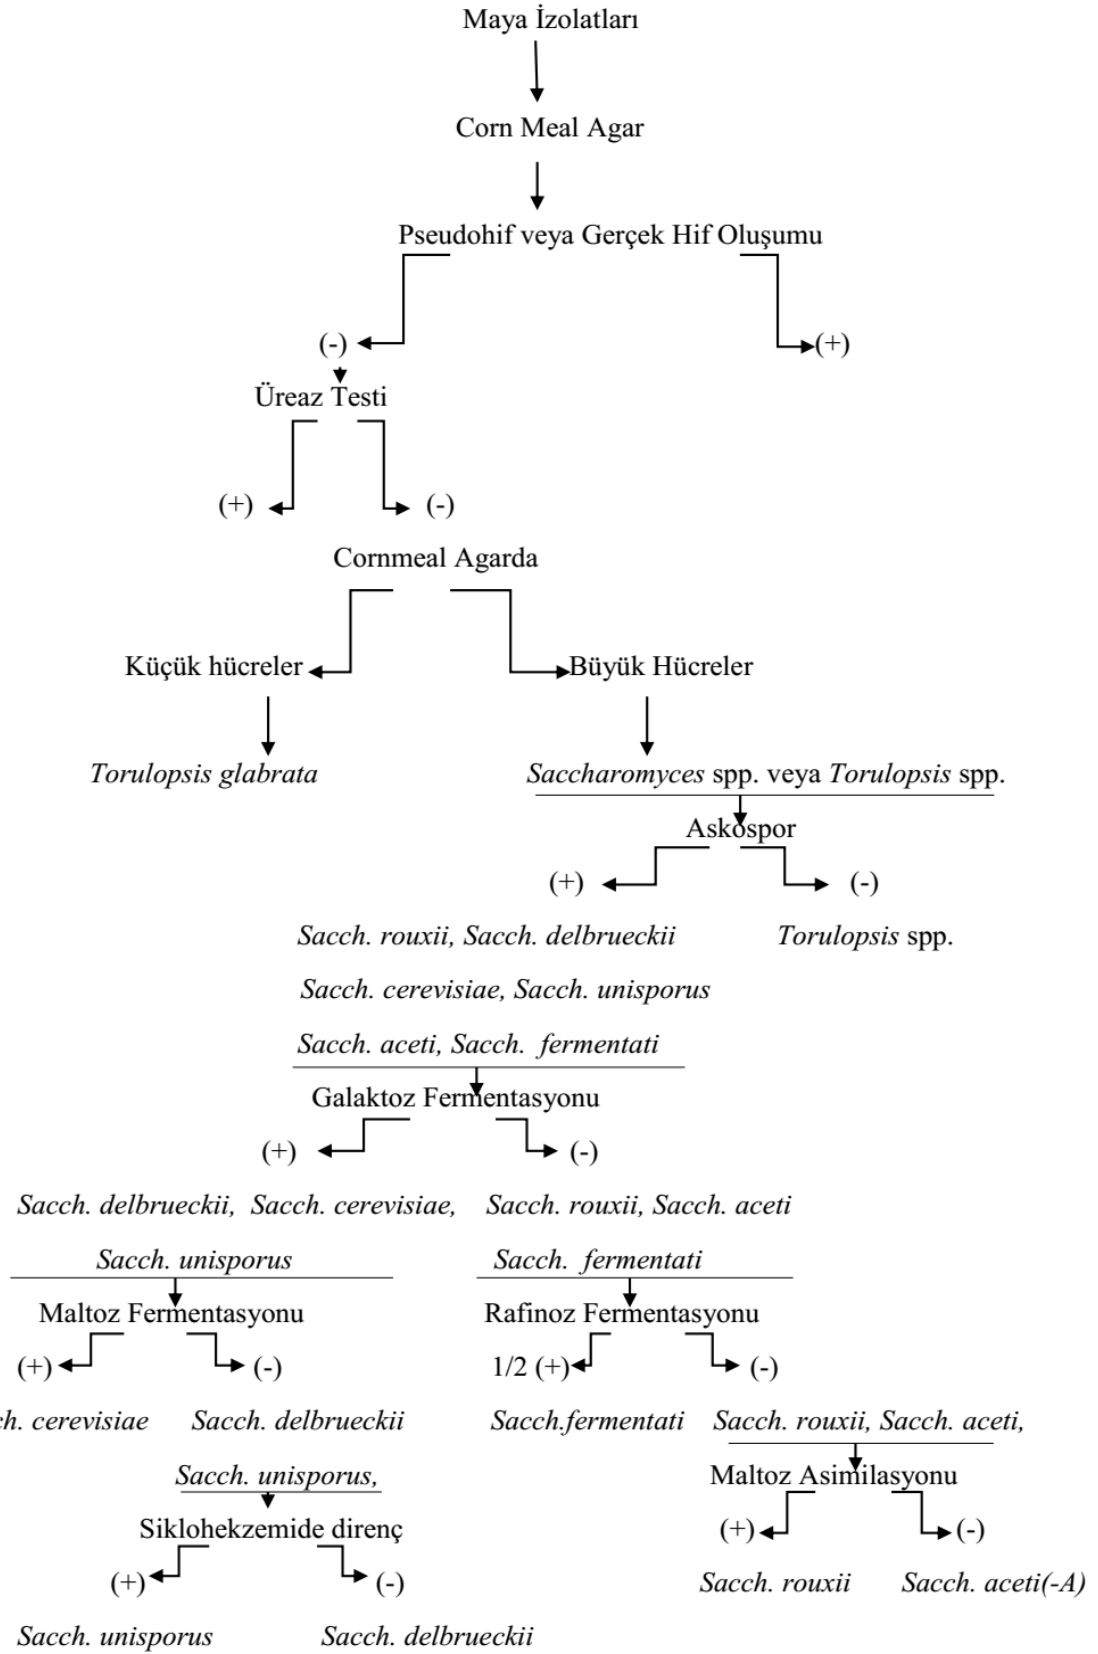 Maya İzolatları
Corn Meal Agar
Pseudohif veya Gerçek Hif Oluşumu
(-) (+)
Üreaz Testi
(+) (-)
Cornmeal Agarda
Küçük hücreler Büyük Hücreler
Torulopsis glabrata Saccharomyces spp. veya Torulopsis spp.
Askospor
(+) (-)
Sacch. rouxii, Sacch. delbrueckii Torulopsis spp.
Sacch. cerevisiae, Sacch. unisporus
Sacch. aceti, Sacch. fermentati
Galaktoz Fermentasyonu
(+) (-)
Sacch. delbrueckii, Sacch. cerevisiae, Sacch. rouxii, Sacch. aceti
Sacch. unisporus Sacch. fermentati
Maltoz Fermentasyonu Rafinoz Fermentasyonu
(+) (-) 1/2 (+) (-)
ch. cerevisiae Sacch. delbrueckii Sacch.fermentati Sacch. rouxii, Sacch. aceti,
Sacch. unisporus, Maltoz Asimilasyonu
Siklohekzemide direnç (+) (-)
(+) (-) Sacch. rouxii Sacch. aceti(-A)
Sacch. unisporus Sacch. delbrueckii